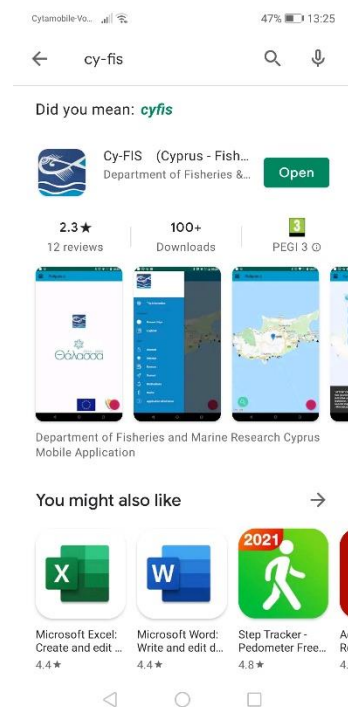 Cytamobile-Vo...
47% 13:25
cy-fis
Did you mean: cyfis
Cy-FIS (Cyprus - Fish...
Department of Fisheries &...
Open
2.3★
12 reviews
100+
Downloads
3
PEGI 3
θάλασσα
Department of Fisheries and Marine Research Cyprus
Mobile Application
You might also like
X
W
2021
Microsoft Excel:
Create and edit ...
4.4★
Microsoft Word:
Write and edit d...
4.4★
Step Tracker -
Pedometer Free...
4.8★